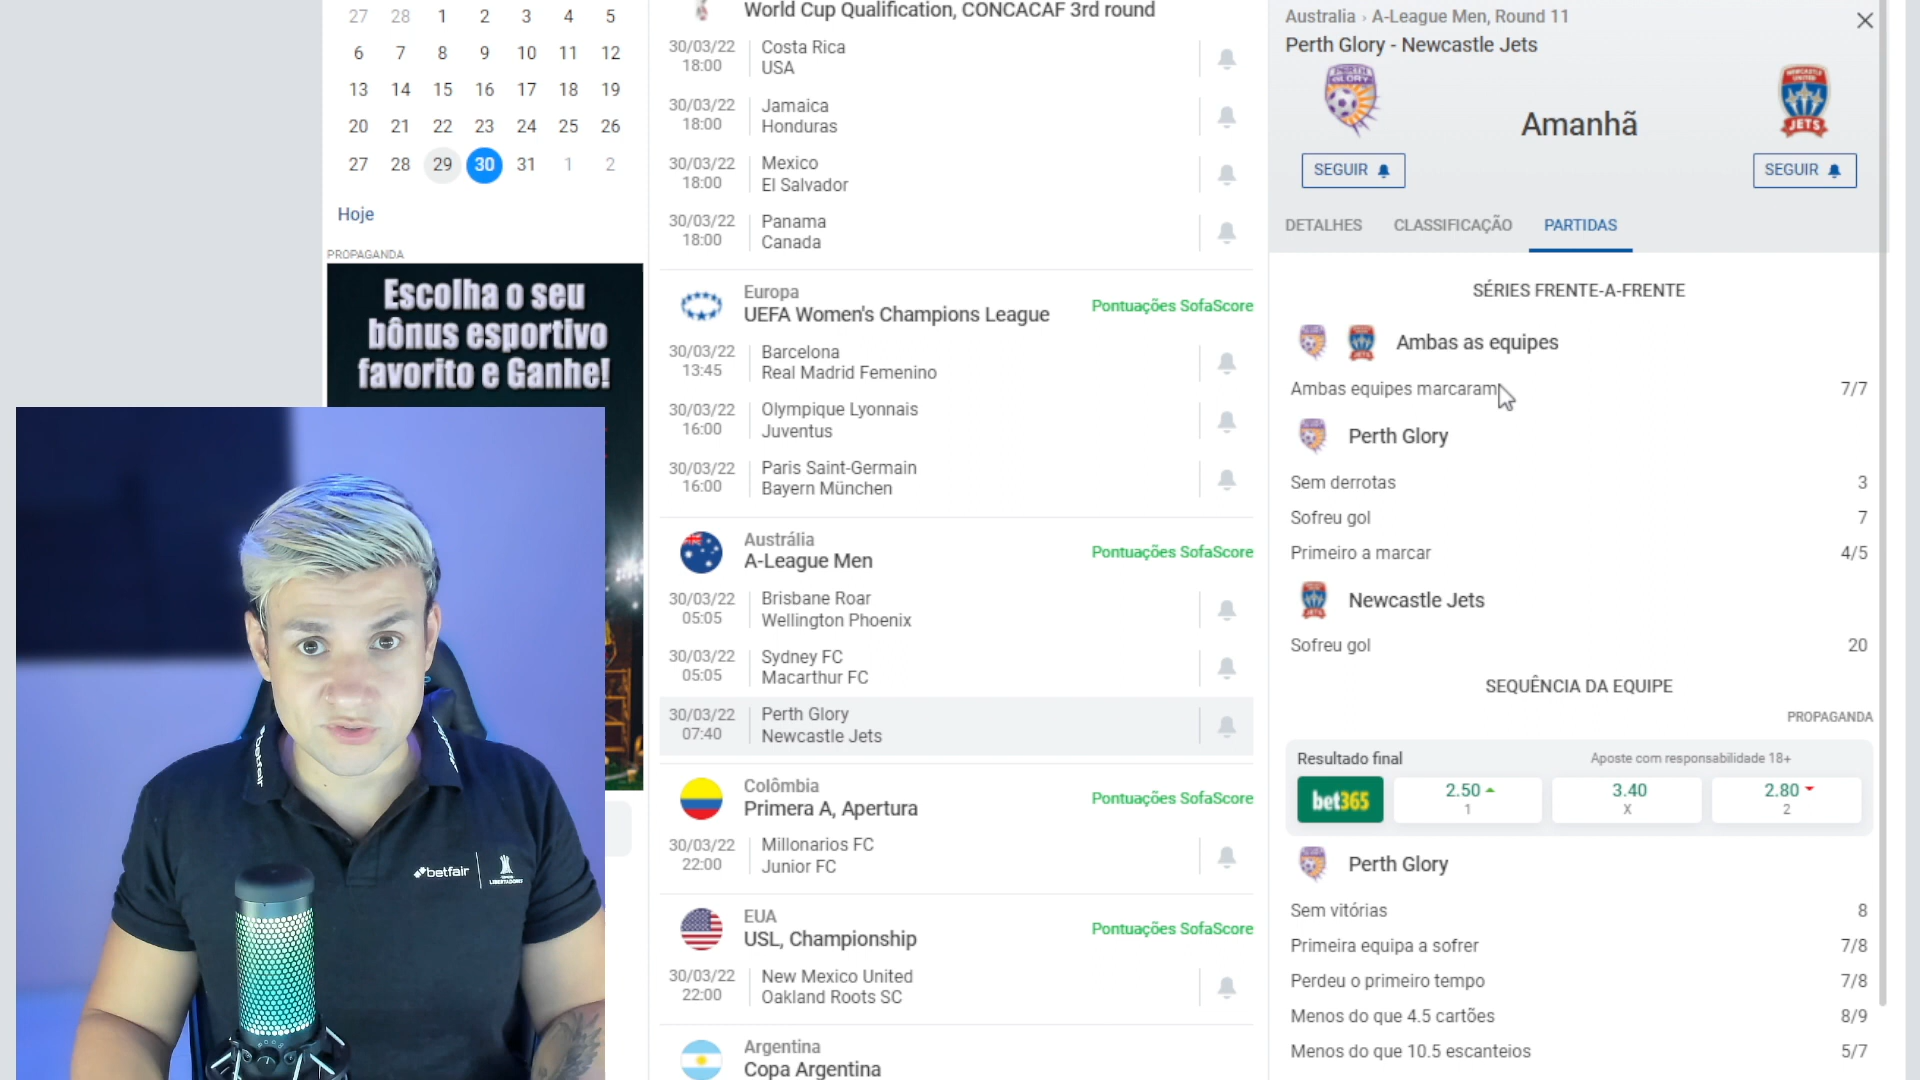 27 28 1 2 3 4 5
6 7 8 9 10 11 12
13 14 15 16 17 18 19
20 21 22 23 24 25 26
27 28 29 30 31 1 2
Hoje
PROPAGANDA
Escolha o seu
bônus esportivo
favorito e Ganhe!
betfair
betfair
betfair
LIBERTADORES
World Cup Qualification, CONCACAF 3rd round
30/03/22 Costa Rica
18:00 USA
30/03/22 Jamaica
18:00 Honduras
30/03/22 Mexico
18:00 El Salvador
30/03/22 Panama
18:00 Canada
Europa
UEFA Women's Champions League
Pontuações SofaScore
30/03/22 Barcelona
13:45 Real Madrid Femenino
30/03/22 Olympique Lyonnais
16:00 Juventus
30/03/22 Paris Saint-Germain
16:00 Bayern München
Austrália
A-League Men
Pontuações SofaScore
30/03/22 Brisbane Roar
05:05 Wellington Phoenix
30/03/22 Sydney FC
05:05 Macarthur FC
30/03/22 Perth Glory
07:40 Newcastle Jets
Colômbia
Primera A, Apertura
Pontuações SofaScore
30/03/22 Millonarios FC
22:00 Junior FC
EUA
USL, Championship
Pontuações SofaScore
30/03/22 New Mexico United
22:00 Oakland Roots SC
Argentina
Copa Argentina
Australia › A-League Men, Round 11
Perth Glory - Newcastle Jets
Amanhã
JETS
SEGUIR
SEGUIR
DETALHES CLASSIFICAÇÃO PARTIDAS
SÉRIES FRENTE-A-FRENTE
Ambas as equipes
Ambas equipes marcaram 7/7
Perth Glory
Sem derrotas 3
Sofreu gol 7
Primeiro a marcar 4/5
Newcastle Jets
Sofreu gol 20
SEQUÊNCIA DA EQUIPE
PROPAGANDA
Resultado final Aposte com responsabilidade 18+
bet365 2.50 3.40 2.80
1 X 2
Perth Glory
Sem vitórias 8
Primeira equipa a sofrer 7/8
Perdeu o primeiro tempo 7/8
Menos do que 4.5 cartões 8/9
Menos do que 10.5 escanteios 5/7